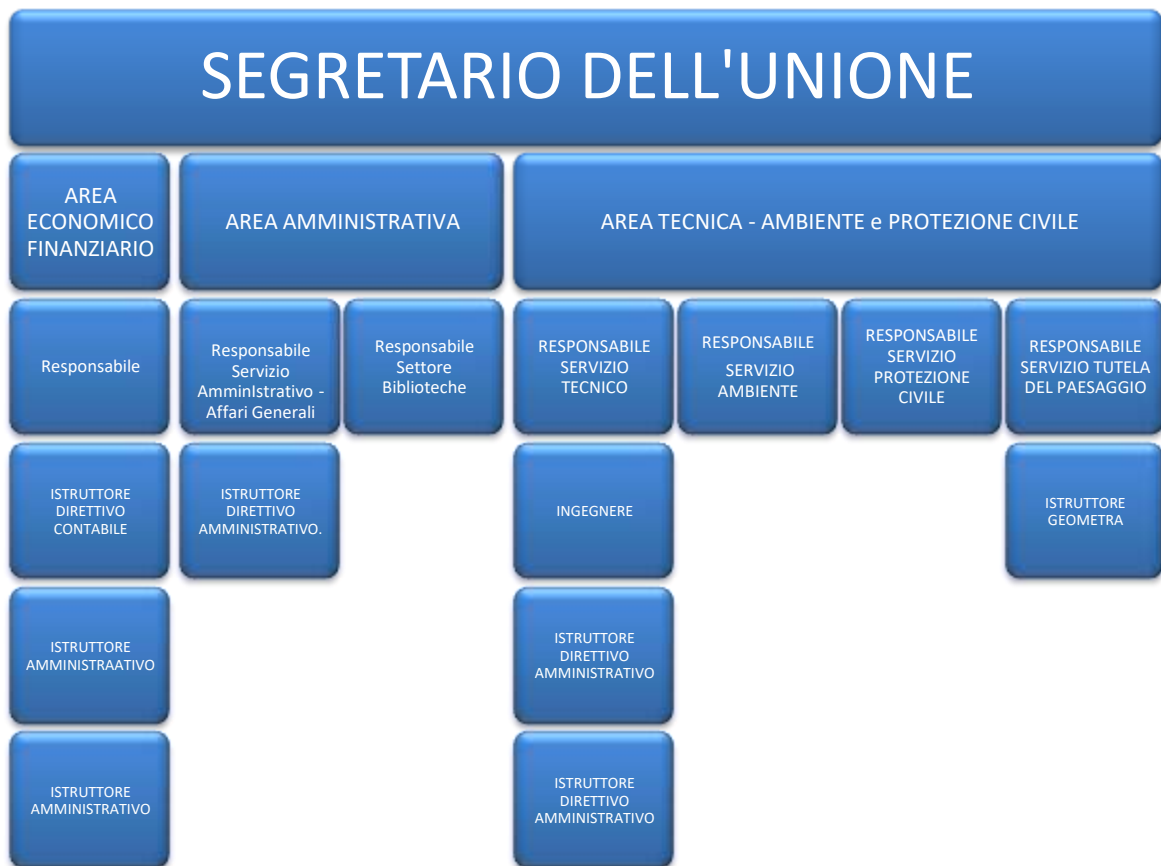 SEGRETARIO DELL'UNIONE
AREA
ECONOMICO
FINANZIARIO
AREA AMMINISTRATIVA
AREA TECNICA - AMBIENTE e PROTEZIONE CIVILE
Responsabile
Responsabile
Servizio
AmminIstrativo -
Affari Generali
Responsabile
Settore
Biblioteche
RESPONSABILE
SERVIZIO
TECNICO
RESPONSABILE
SERVIZIO
AMBIENTE
RESPONSABILE
SERVIZIO
PROTEZIONE
CIVILE
RESPONSABILE
SERVIZIO TUTELA
DEL PAESAGGIO
ISTRUTTORE
DIRETTIVO
CONTABILE
ISTRUTTORE
DIRETTIVO
AMMINISTRATIVO.
INGEGNERE
ISTRUTTORE
GEOMETRA
ISTRUTTORE
AMMINISTRAATIVO
ISTRUTTORE
DIRETTIVO
AMMINISTRATIVO
ISTRUTTORE
AMMINISTRATIVO
ISTRUTTORE
DIRETTIVO
AMMINISTRATIVO